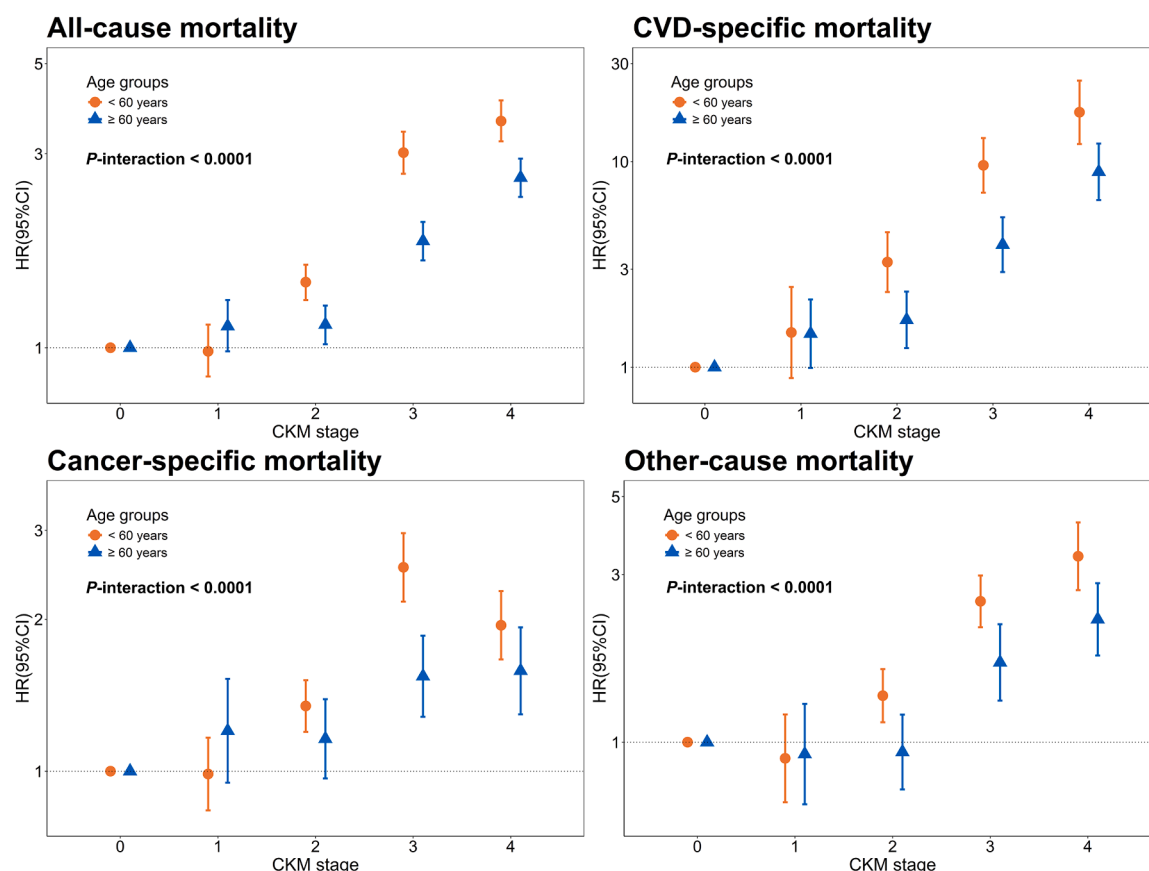 All-cause mortality
5
3
1
HR(95%CI)
Age groups
< 60 years
≥ 60 years
P-interaction < 0.0001
0 1 2 3 4
CKM stage
CVD-specific mortality
30
10
3
1
HR(95%CI)
Age groups
< 60 years
≥ 60 years
P-interaction < 0.0001
0 1 2 3 4
CKM stage
Cancer-specific mortality
3
2
1
HR(95%CI)
Age groups
< 60 years
≥ 60 years
P-interaction < 0.0001
0 1 2 3 4
CKM stage
Other-cause mortality
5
3
1
HR(95%CI)
Age groups
< 60 years
≥ 60 years
P-interaction < 0.0001
0 1 2 3 4
CKM stage